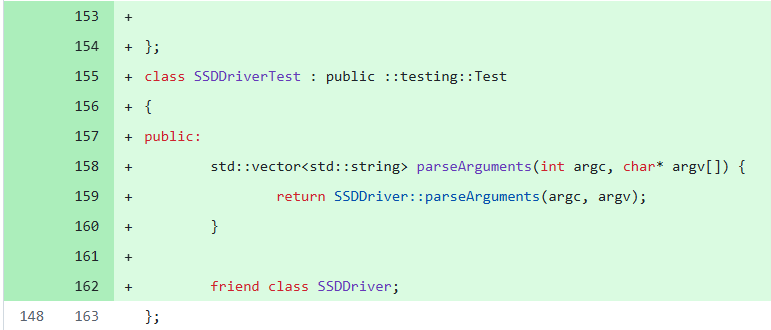 153 +
154 + };
155 + class SSDDriverTest : public ::testing::Test
156 + {
157 + public:
158 + std::vector<std::string> parseArguments(int argc, char* argv[]) {
159 + return SSDDriver::parseArguments(argc, argv);
160 + }
161 +
162 + friend class SSDDriver;
148 163 };